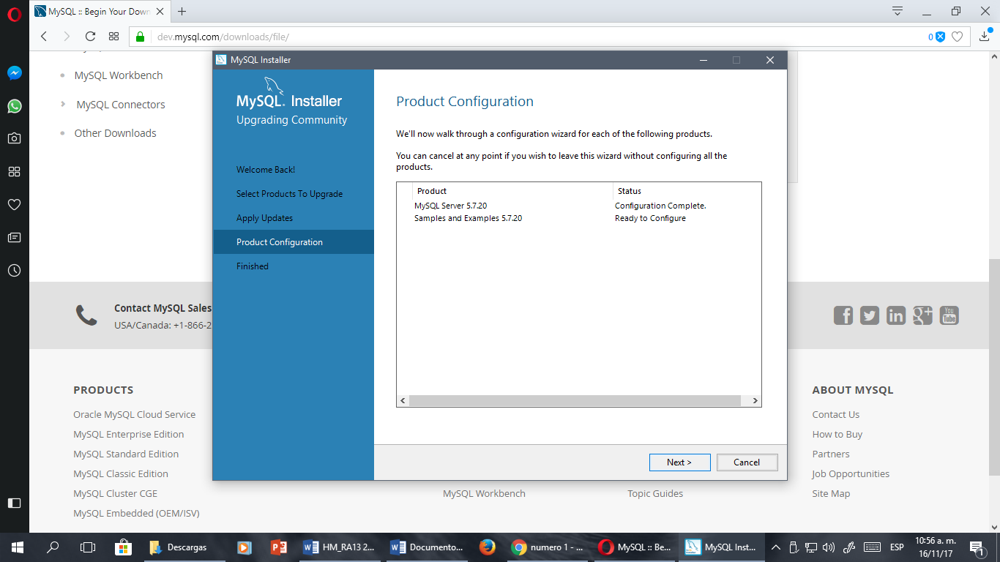 MySQL :: Begin Your Down
dev.mysql.com/downloads/file/
0
MySQL Workbench
MySQL Connectors
Other Downloads
Contact MySQL Sales
USA/Canada: +1-866-2
PRODUCTS
Oracle MySQL Cloud Service
MySQL Enterprise Edition
MySQL Standard Edition
MySQL Classic Edition
MySQL Cluster CGE
MySQL Embedded (OEM/ISV)
MySQL Workbench
Topic Guides
You
Tube
ABOUT MYSQL
Contact Us
How to Buy
Partners
Job Opportunities
Site Map
MySQL Installer
MySQL. Installer
Upgrading Community
Welcome Back!
Select Products To Upgrade
Apply Updates
Product Configuration
Finished
Product Configuration
We'll now walk through a configuration wizard for each of the following products.
You can cancel at any point if you wish to leave this wizard without configuring all the
products.
Product Status
MySQL Server 5.7.20 Configuration Complete.
Samples and Examples 5.7.20 Ready to Configure
Next > Cancel
Descargas
HM_RA13 2...
Documento...
numero 1 - ...
MySQL :: Be...
MySQL Inst...
ESP
10:56 a. m.
16/11/17
1